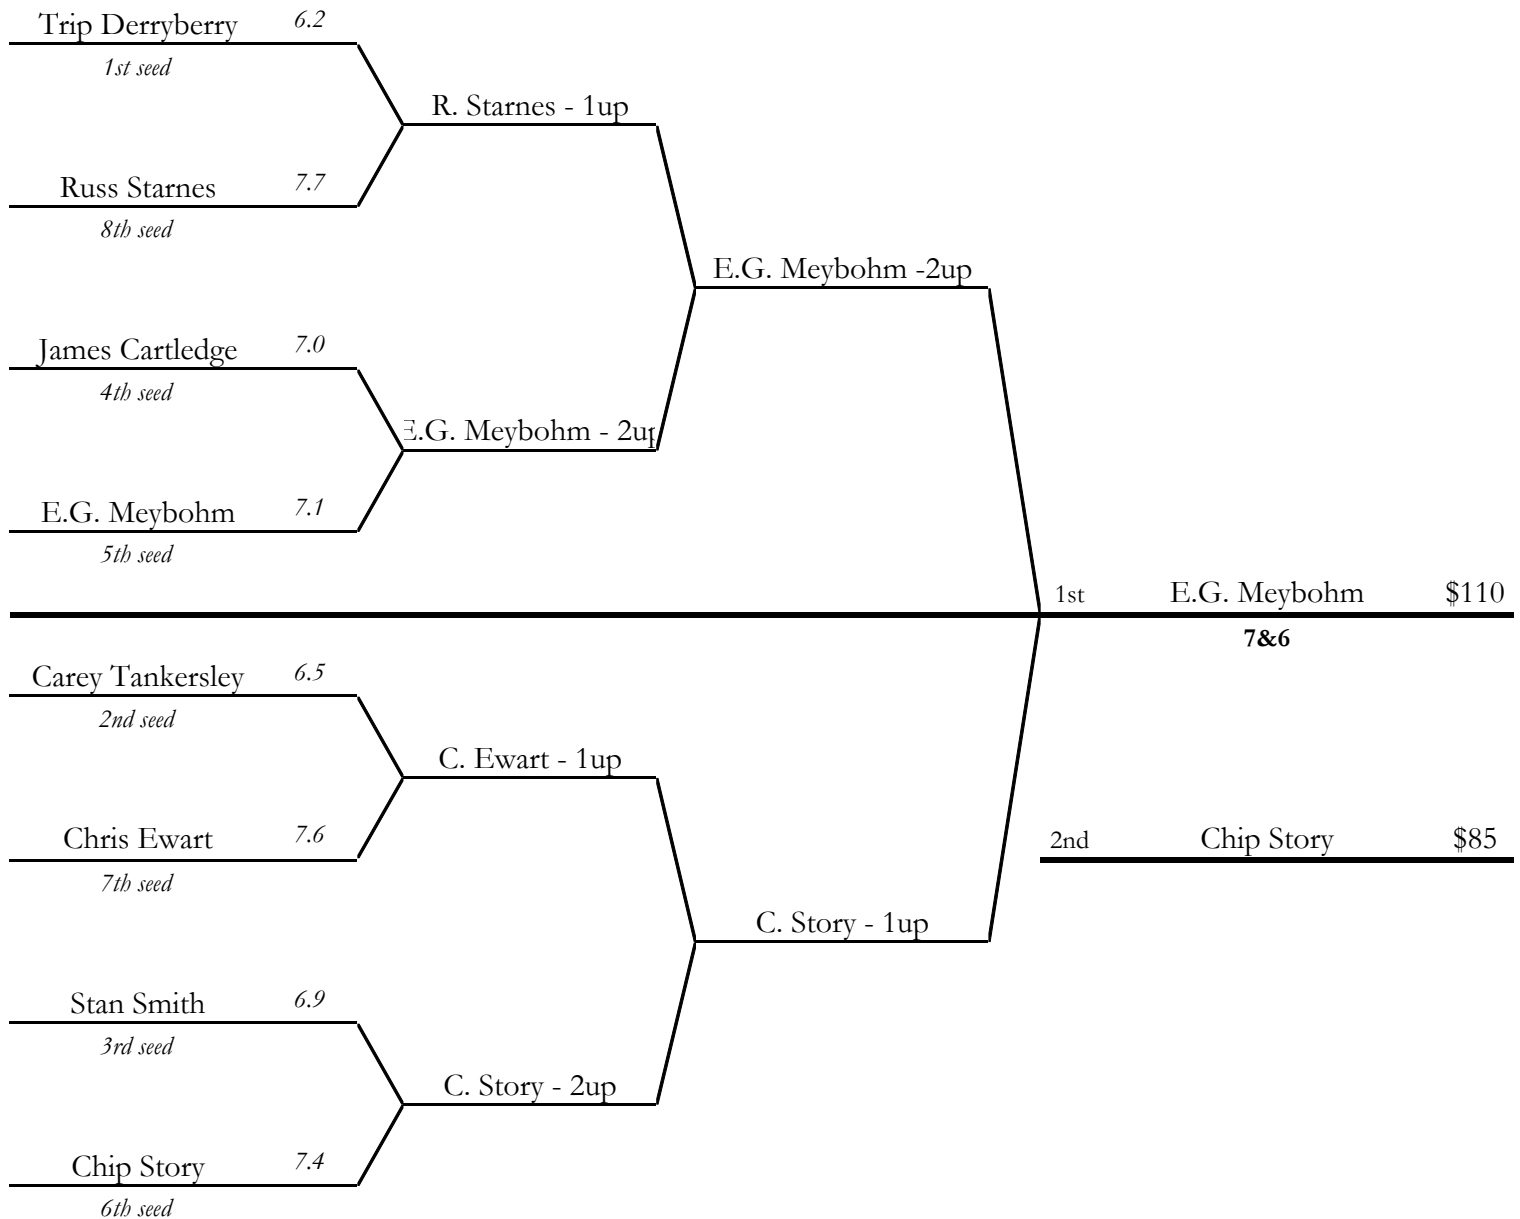 Trip Derryberry 6.2
1st seed
R. Starnes - 1up
Russ Starnes 7.7
8th seed
E.G. Meybohm -2up
James Cartledge 7.0
4th seed
E.G. Meybohm - 2up
E.G. Meybohm 7.1
5th seed
1st E.G. Meybohm $110
7&6
Carey Tankersley 6.5
2nd seed
C. Ewart - 1up
Chris Ewart 7.6
7th seed
2nd Chip Story $85
C. Story - 1up
Stan Smith 6.9
3rd seed
C. Story - 2up
Chip Story 7.4
6th seed